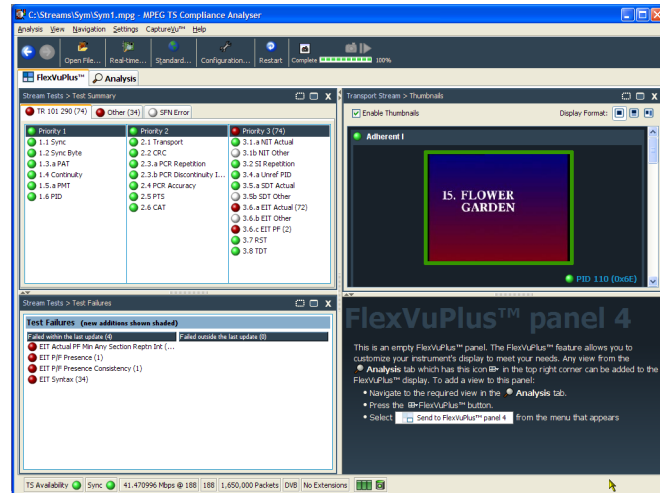 C:\Streams\Sym\Sym1.mpg - MPEG TS Compliance Analyser
Analysis View Navigation Settings CaptureVu™ Help
Open File... Real-time... Standard... Configuration... Restart Complete 100%
FlexVuPlus™ Analysis
Stream Tests > Test Summary
TR 101 290 (74) Other (34) SFN Error
Priority 1
1.1 Sync
1.2 Sync Byte
1.3.a PAT
1.4 Continuity
1.5.a PMT
1.6 PID
Priority 2
2.1 Transport
2.2 CRC
2.3.a PCR Repetition
2.3.b PCR Discontinuity I...
2.4 PCR Accuracy
2.5 PTS
2.6 CAT
Priority 3 (74)
3.1.a NIT Actual
3.1b NIT Other
3.2 SI Repetition
3.4.a Unref PID
3.5.a SDT Actual
3.5b SDT Other
3.6.a EIT Actual (72)
3.6.b EIT Other
3.6.c EIT PF (2)
3.7 RST
3.8 TDT
Transport Stream > Thumbnails
Enable Thumbnails Display Format:
Adherent I
15. FLOWER
GARDEN
PID 110 (0x6E)
Stream Tests > Test Failures
Test Failures (new additions shown shaded)
Failed within the last update (4) Failed outside the last update (0)
EIT Actual PF Min Any Section Reptn Int (...
EIT P/F Presence (1)
EIT P/F Presence Consistency (1)
EIT Syntax (34)
FlexVuPlus™ panel 4
This is an empty FlexVuPlus™ panel. The FlexVuPlus™ feature allows you to
customize your instrument's display to meet your needs. Any view from the
Analysis tab which has this icon in the top right corner can be added to the
FlexVuPlus™ display. To add a view to this panel:
• Navigate to the required view in the Analysis tab.
• Press the FlexVuPlus™ button.
• Select Send to FlexVuPlus™ panel 4 from the menu that appears
TS Availability Sync 41.470996 Mbps @ 188 188 1,650,000 Packets DVB No Extensions